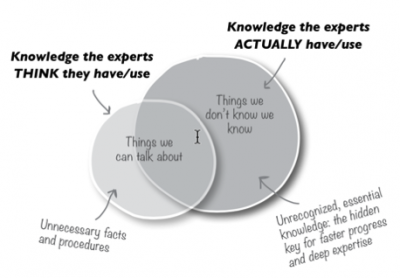 Knowledge the experts
THINK they have/use
Knowledge the experts
ACTUALLY have/use
Things we
can talk about
Things we
don't know we
know
Unnecessary facts
and procedures
Unrecognized, essential
knowledge: the hidden
key for faster progress
and deep expertise